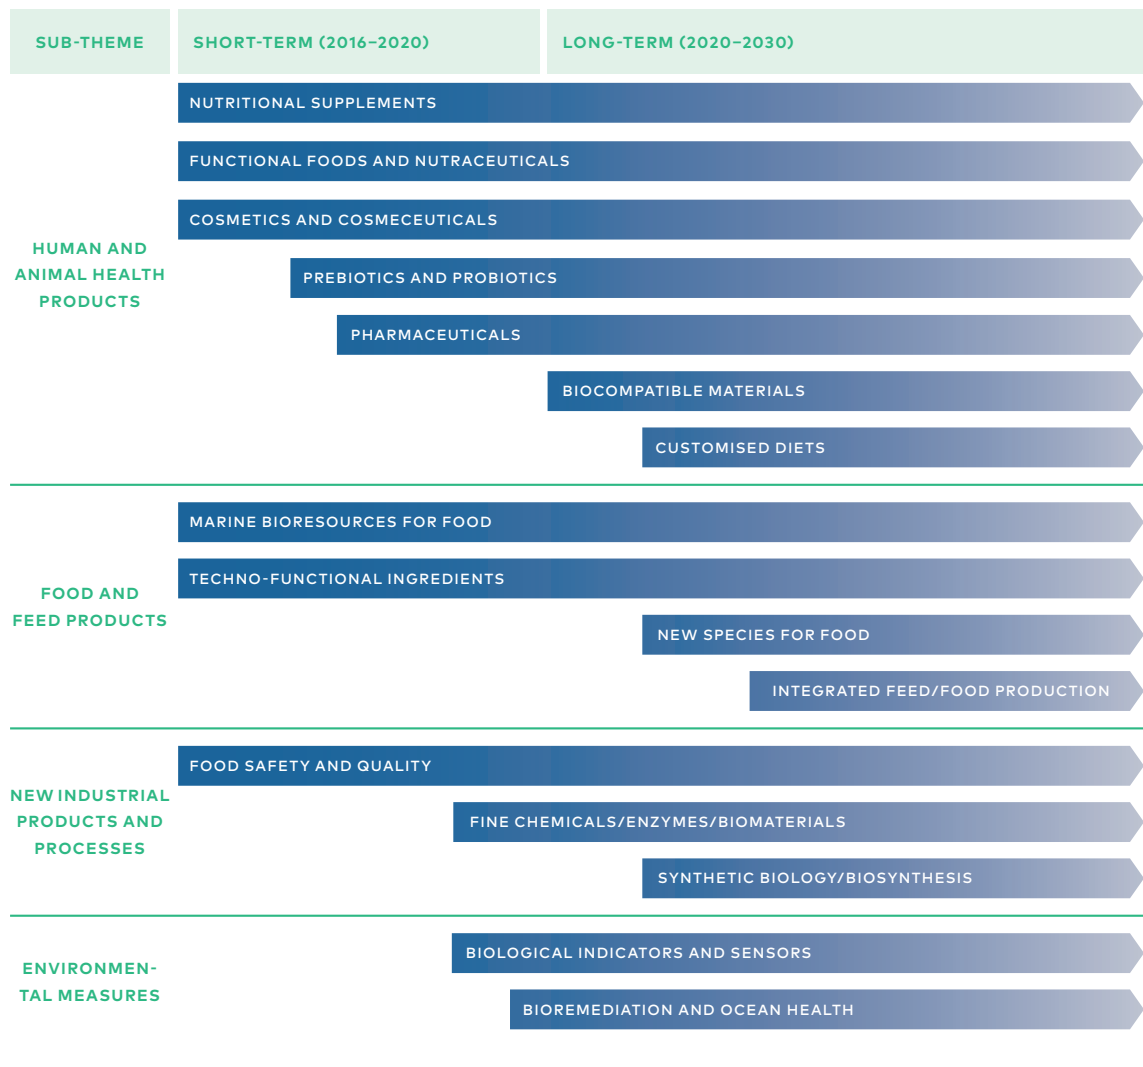 SUB-THEME
SHORT-TERM (2016–2020)
LONG-TERM (2020–2030)
HUMAN AND
ANIMAL HEALTH
PRODUCTS
NUTRITIONAL SUPPLEMENTS
FUNCTIONAL FOODS AND NUTRACEUTICALS
COSMETICS AND COSMECEUTICALS
PREBIOTICS AND PROBIOTICS
PHARMACEUTICALS
BIOCOMPATIBLE MATERIALS
CUSTOMISED DIETS
FOOD AND
FEED PRODUCTS
MARINE BIORESOURCES FOR FOOD
TECHNO-FUNCTIONAL INGREDIENTS
NEW SPECIES FOR FOOD
INTEGRATED FEED/FOOD PRODUCTION
NEW INDUSTRIAL
PRODUCTS AND
PROCESSES
FOOD SAFETY AND QUALITY
FINE CHEMICALS/ENZYMES/BIOMATERIALS
SYNTHETIC BIOLOGY/BIOSYNTHESIS
ENVIRONMEN-
TAL MEASURES
BIOLOGICAL INDICATORS AND SENSORS
BIOREMEDIATION AND OCEAN HEALTH